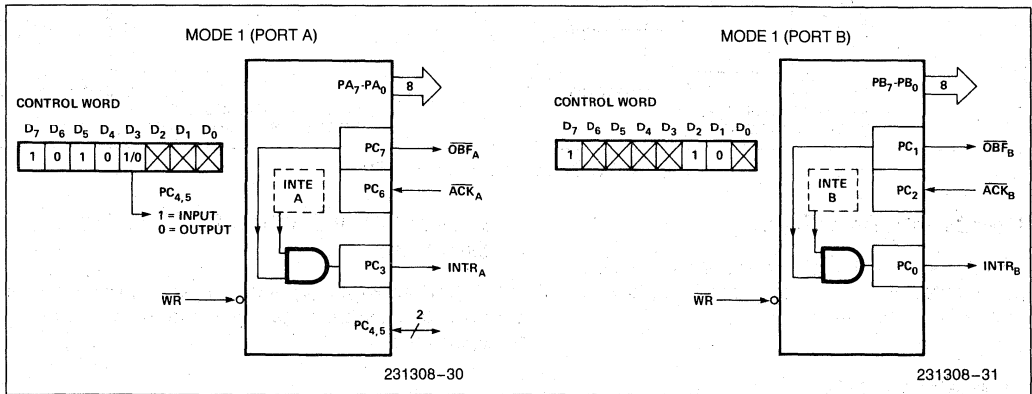 MODE 1 (PORT A)
PA7-PA0
8
CONTROL WORD
D7 D6 D5 D4 D3 D2 D1 D0
1 0 1 0 1/0
PC4,5
1 = INPUT
0 = OUTPUT
PC7
OBFA
INTE
A
PC6
ACKA
PC3
INTRA
WR
PC4,5
2
231308-30
MODE 1 (PORT B)
PB7-PB0
8
CONTROL WORD
D7 D6 D5 D4 D3 D2 D1 D0
1 1 0
PC1
OBFB
INTE
B
PC2
ACKB
PC0
INTRB
WR
231308-31